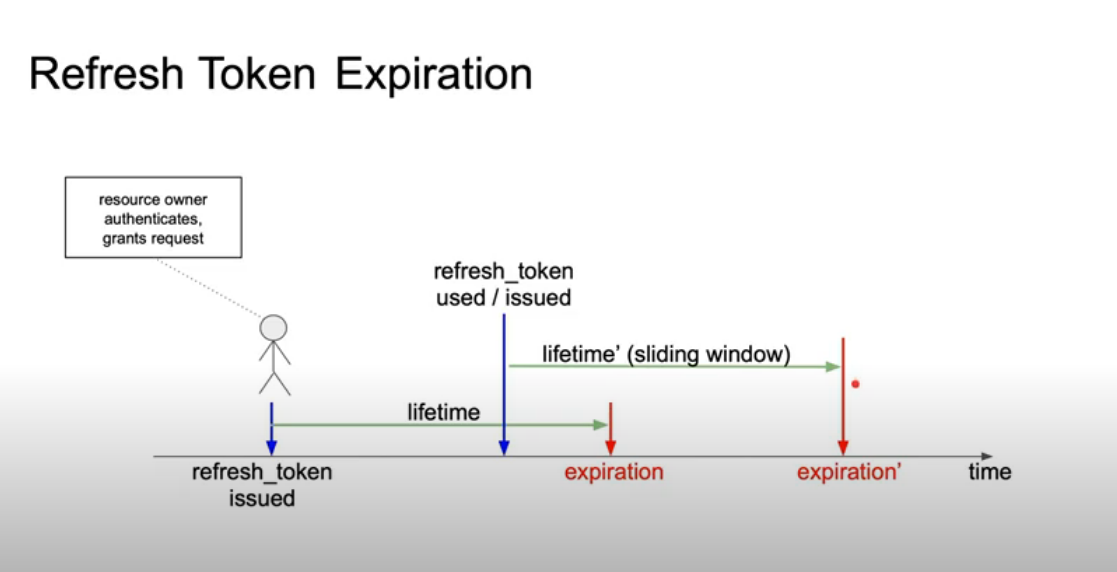 Refresh Token Expiration
resource owner
authenticates,
grants request
refresh_token
used / issued
lifetime’ (sliding window)
lifetime
refresh_token
issued
expiration
expiration’
time